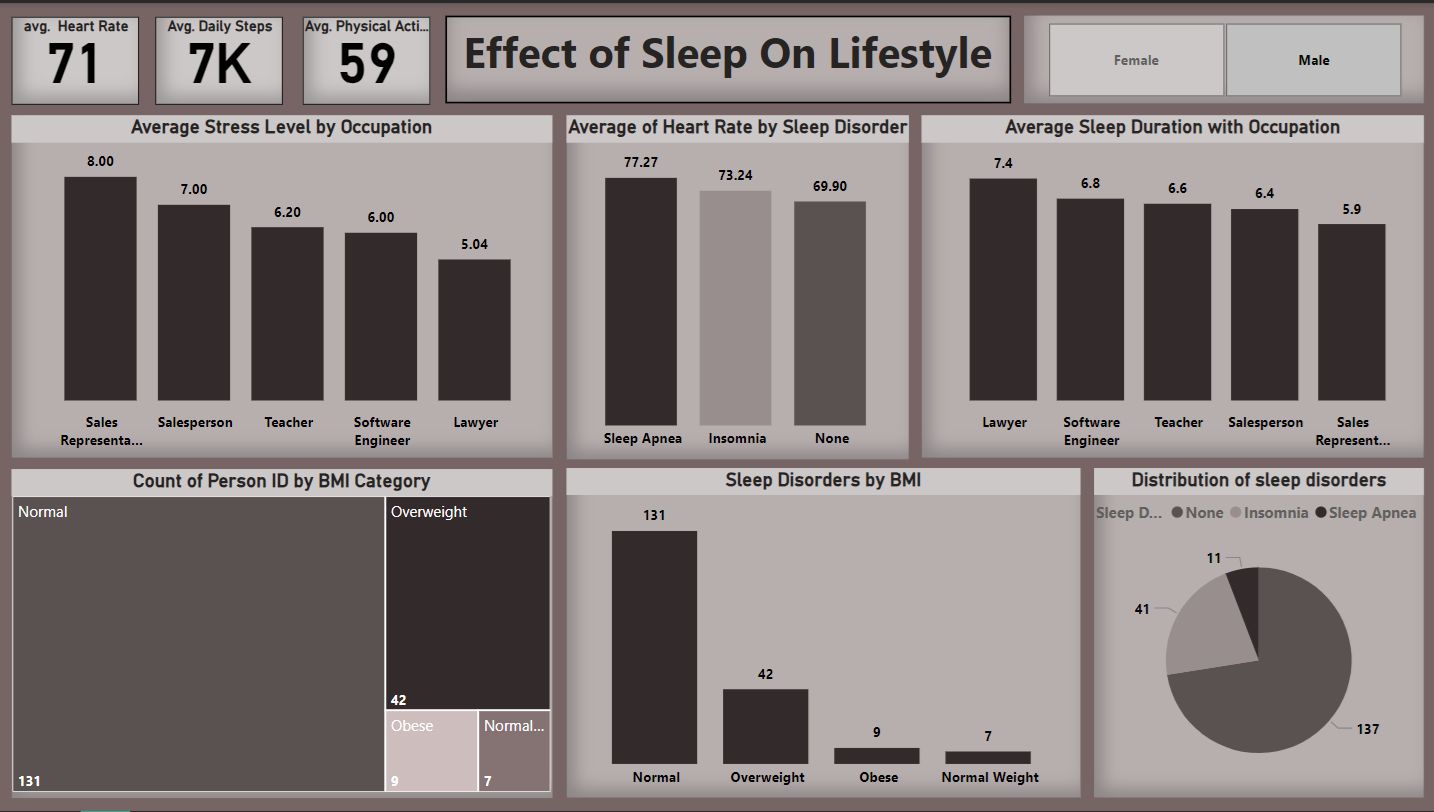 avg. Heart Rate
71
Avg. Daily Steps
7K
Avg. Physical Acti...
59
Effect of Sleep On Lifestyle
Female
Male
Average Stress Level by Occupation
8.00
7.00
6.20
6.00
5.04
Sales
Representa...
Salesperson
Teacher
Software
Engineer
Lawyer
Average of Heart Rate by Sleep Disorder
77.27
73.24
69.90
Sleep Apnea
Insomnia
None
Average Sleep Duration with Occupation
7.4
6.8
6.6
6.4
5.9
Lawyer
Software
Engineer
Teacher
Salesperson
Sales
Represent...
Count of Person ID by BMI Category
Normal
131
Overweight
42
Obese
9
Normal...
7
Sleep Disorders by BMI
131
42
9
7
Normal
Overweight
Obese
Normal Weight
Distribution of sleep disorders
Sleep D... None Insomnia Sleep Apnea
11
41
137